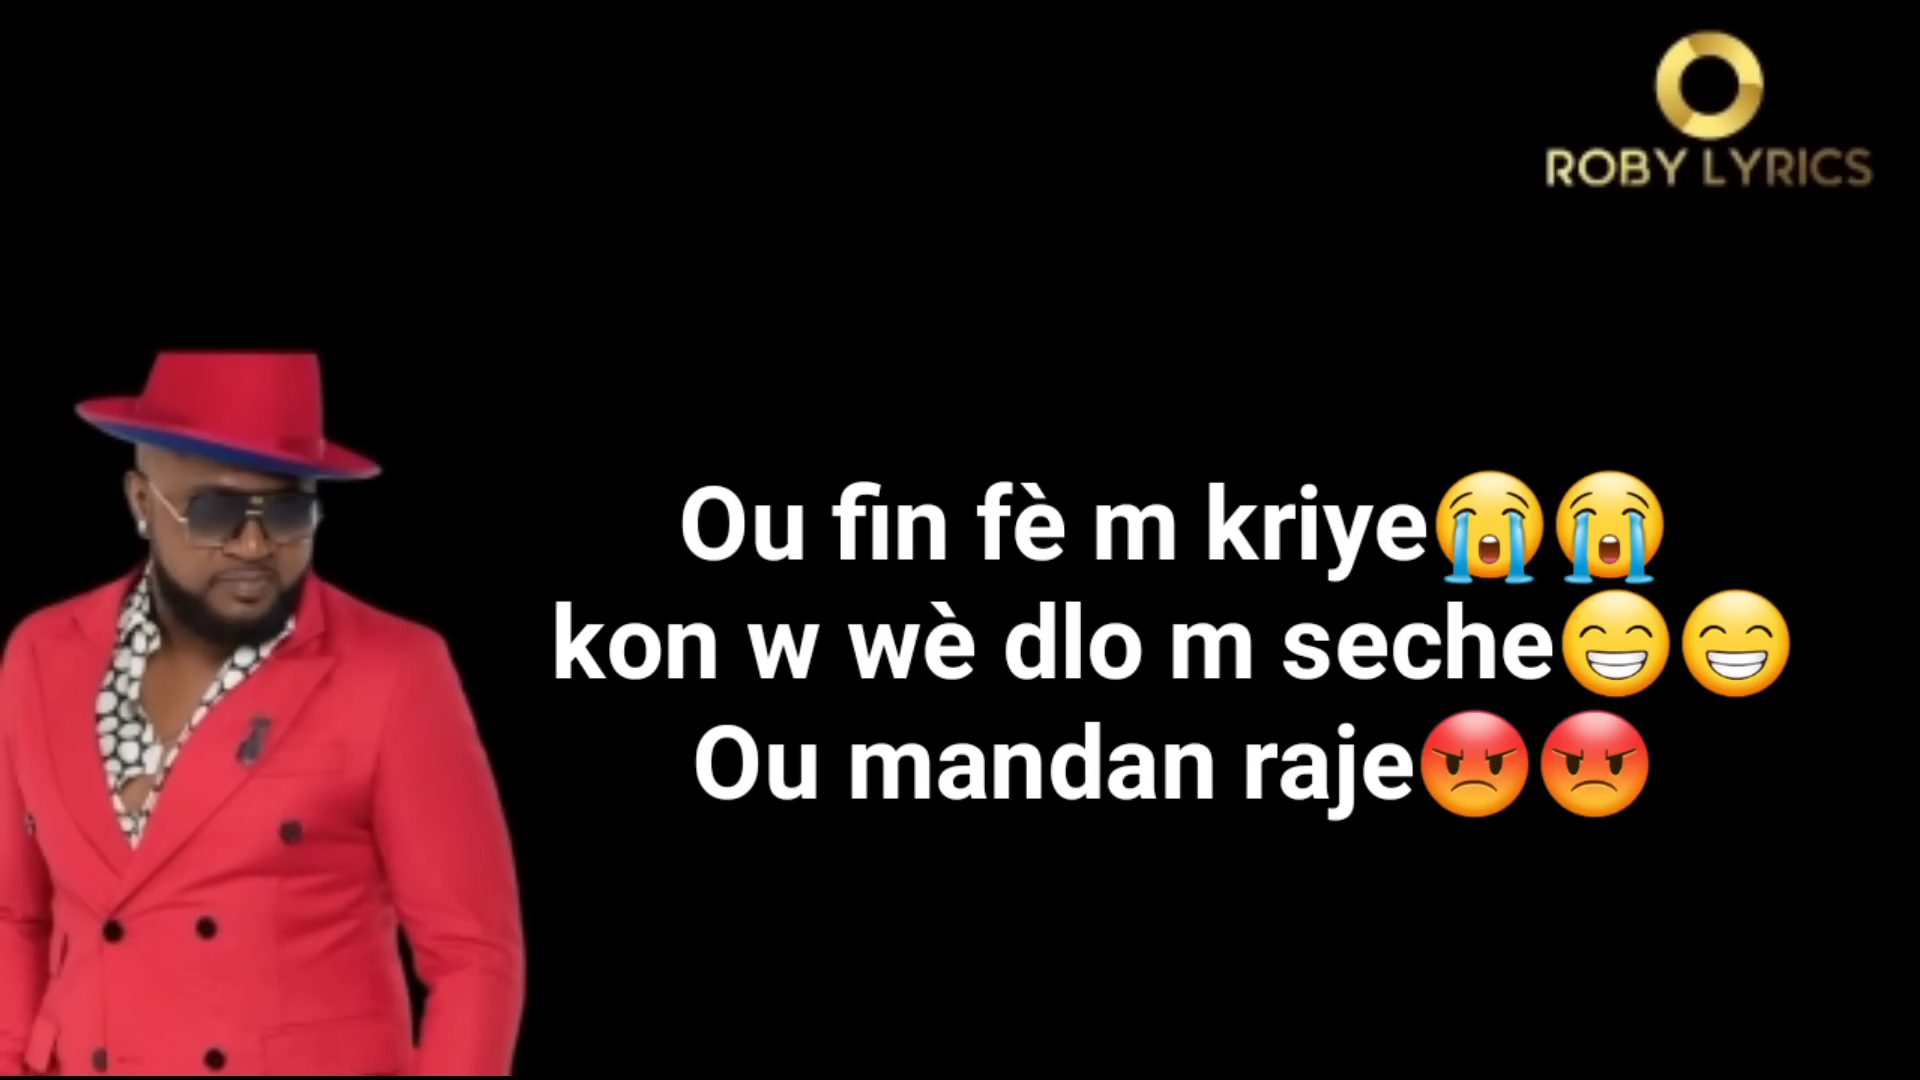 ROBY LYRICS
Ou fin fè m kriye😭😭
kon w wè dlo m seche😁😁
Ou mandan raje😡😡